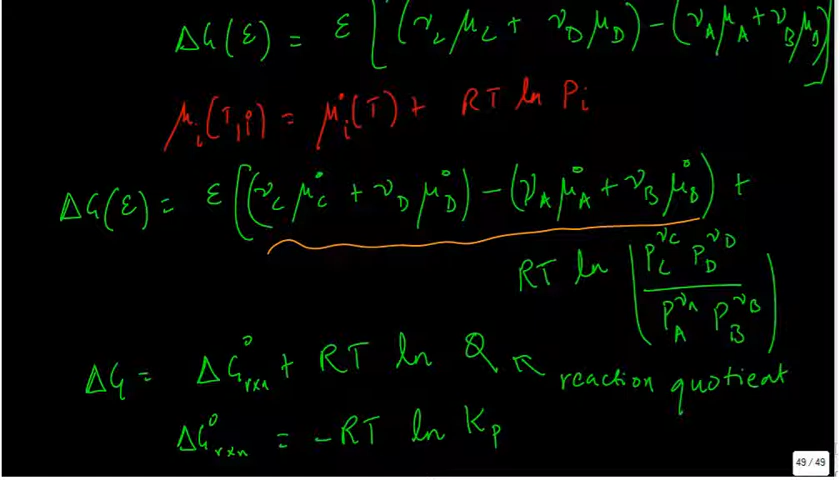 ΔG(ε) = ε[(ν_C μ_C + ν_D μ_D) – (ν_A μ_A + ν_B μ_B)]
μ_i(T, i) = μ_i°(T) + RT ln P_i
ΔG(ε) = ε((ν_C μ_C° + ν_D μ_D°) – (ν_A μ_A° + ν_B μ_B°) +
RT ln (P_C^ν_C P_D^ν_D / P_A^ν_A P_B^ν_B)
ΔG = ΔG°_rxn + RT ln Q ↖ reaction quotient
ΔG°_rxn = –RT ln K_p
49 / 49